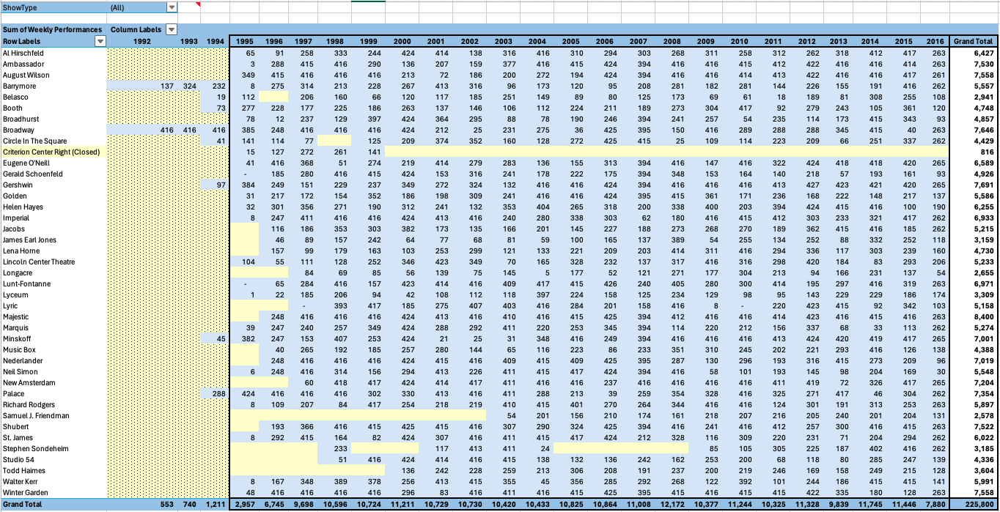 ShowType (All)
Sum of Weekly Performances Column Labels
Row Labels 1992 1993 1994 1995 1996 1997 1998 1999 2000 2001 2002 2003 2004 2005 2006 2007 2008 2009 2010 2011 2012 2013 2014 2015 2016 Grand Total
Al Hirschfeld 65 91 258 333 244 424 414 138 316 416 310 294 303 268 311 258 312 262 318 412 417 263 6,427
Ambassador 3 288 415 416 290 136 207 159 377 416 415 424 394 416 416 415 412 422 416 416 414 263 7,530
August Wilson 349 415 416 416 416 213 72 186 200 272 194 424 394 416 416 414 413 422 416 416 417 261 7,558
Barrymore 137 324 232 8 275 314 213 228 267 413 316 96 173 120 95 208 281 182 281 144 226 155 191 416 262 5,557
Belasco 19 112 206 160 66 120 117 185 251 149 89 80 125 173 69 61 18 189 81 308 255 108 2,941
Booth 73 277 228 177 225 186 263 137 146 106 112 224 211 189 273 304 417 92 279 243 105 361 120 4,748
Broadhurst 78 12 237 129 397 424 364 295 88 78 190 246 394 241 257 54 235 114 173 415 343 93 4,857
Broadway 416 416 416 385 248 416 416 416 424 212 25 231 275 36 425 395 150 416 289 288 288 345 415 40 263 7,646
Circle In The Square 41 141 114 77 125 209 374 352 160 128 272 425 415 25 109 114 223 209 66 251 337 262 4,429
Criterion Center Right (Closed) 15 127 272 261 141 816
Eugene O'Neill 41 416 368 51 274 219 414 279 283 136 155 313 394 416 147 416 322 424 418 418 420 265 6,589
Gerald Schoenfeld - 185 280 416 415 424 153 316 241 178 222 175 394 348 153 164 140 218 57 193 161 93 4,926
Gershwin 97 384 249 151 229 237 349 272 324 132 416 416 424 394 416 416 416 413 427 423 421 420 265 7,691
Golden 31 217 172 154 352 186 198 309 241 416 416 424 395 415 361 171 236 168 222 148 217 137 5,586
Helen Hayes 32 301 356 271 190 312 241 132 353 404 265 318 200 338 400 203 394 424 415 416 100 190 6,255
Imperial 8 247 411 416 416 424 413 416 240 280 338 303 62 180 416 415 412 303 233 321 417 262 6,933
Jacobs 116 186 353 303 382 173 135 166 201 145 227 188 273 268 270 189 362 415 416 185 262 5,215
James Earl Jones 46 89 157 242 64 77 68 81 59 100 165 137 389 54 255 134 252 88 332 252 118 3,159
Lena Horne 157 99 179 163 103 253 299 121 133 221 209 203 414 311 416 294 336 117 303 239 160 4,730
Lincoln Center Theatre 104 55 111 128 252 346 423 349 70 165 328 232 137 317 416 316 298 420 184 83 293 206 5,233
Longacre 84 69 85 56 139 75 145 5 177 52 121 271 177 304 213 94 166 231 137 54 2,655
Lunt-Fontanne - 65 284 416 157 423 414 416 409 417 415 426 240 405 280 300 414 195 297 416 319 263 6,971
Lyceum 1 22 185 206 94 42 108 112 118 397 224 158 125 234 129 98 95 143 229 229 186 174 3,309
Lyric - 393 417 185 275 407 403 416 284 201 158 416 8 - 220 423 415 92 342 103 5,158
Majestic 248 416 416 416 424 413 416 410 416 415 425 394 412 416 416 414 423 416 415 416 263 8,400
Marquis 39 247 240 257 349 424 288 292 411 220 253 345 394 114 220 212 156 337 68 33 113 262 5,274
Minskoff 45 382 247 153 407 253 424 21 25 31 348 416 249 394 416 416 416 413 424 420 419 417 265 7,001
Music Box 40 265 192 185 257 280 144 65 116 223 86 233 351 310 245 202 221 293 416 126 138 4,388
Nederlander 248 416 416 416 424 415 416 409 415 409 425 395 287 130 296 193 316 415 273 209 96 7,019
Neil Simon 6 248 416 314 156 294 413 226 411 415 417 424 394 416 58 101 193 145 98 204 169 30 5,548
New Amsterdam 60 418 417 424 414 417 411 416 416 237 416 416 416 416 411 419 72 326 417 265 7,204
Palace 288 424 416 416 416 302 330 413 416 411 288 213 39 259 354 328 416 325 271 417 46 304 262 7,354
Richard Rodgers 8 109 207 84 417 254 218 219 410 415 401 270 264 344 416 416 124 301 191 313 253 263 5,897
Samuel J. Friendman 54 201 156 210 174 161 218 207 216 205 240 201 204 131 2,578
Shubert 193 366 416 415 425 415 416 307 290 324 425 394 416 241 416 412 257 300 416 415 263 7,522
St. James 8 292 415 164 82 424 307 416 411 415 417 424 212 328 116 309 220 231 71 204 294 262 6,022
Stephen Sondeheim 233 117 413 411 24 85 105 305 225 187 402 416 262 3,185
Studio 54 51 416 424 414 416 415 138 132 136 242 162 253 200 68 118 80 285 247 139 4,336
Todd Haimes 136 242 228 259 213 306 208 191 237 200 219 246 169 158 249 215 128 3,604
Walter Kerr 8 167 348 389 378 256 413 415 355 45 356 285 292 268 122 392 101 244 186 415 415 141 5,991
Winter Garden 48 416 416 416 416 296 83 416 411 416 416 425 395 416 415 416 415 422 335 180 128 263 7,558
Grand Total 553 740 1,211 2,957 6,745 9,698 10,596 10,724 11,211 10,729 10,730 10,420 10,433 10,825 10,864 11,008 12,172 10,377 11,244 10,325 11,328 9,839 11,745 11,446 7,880 225,800